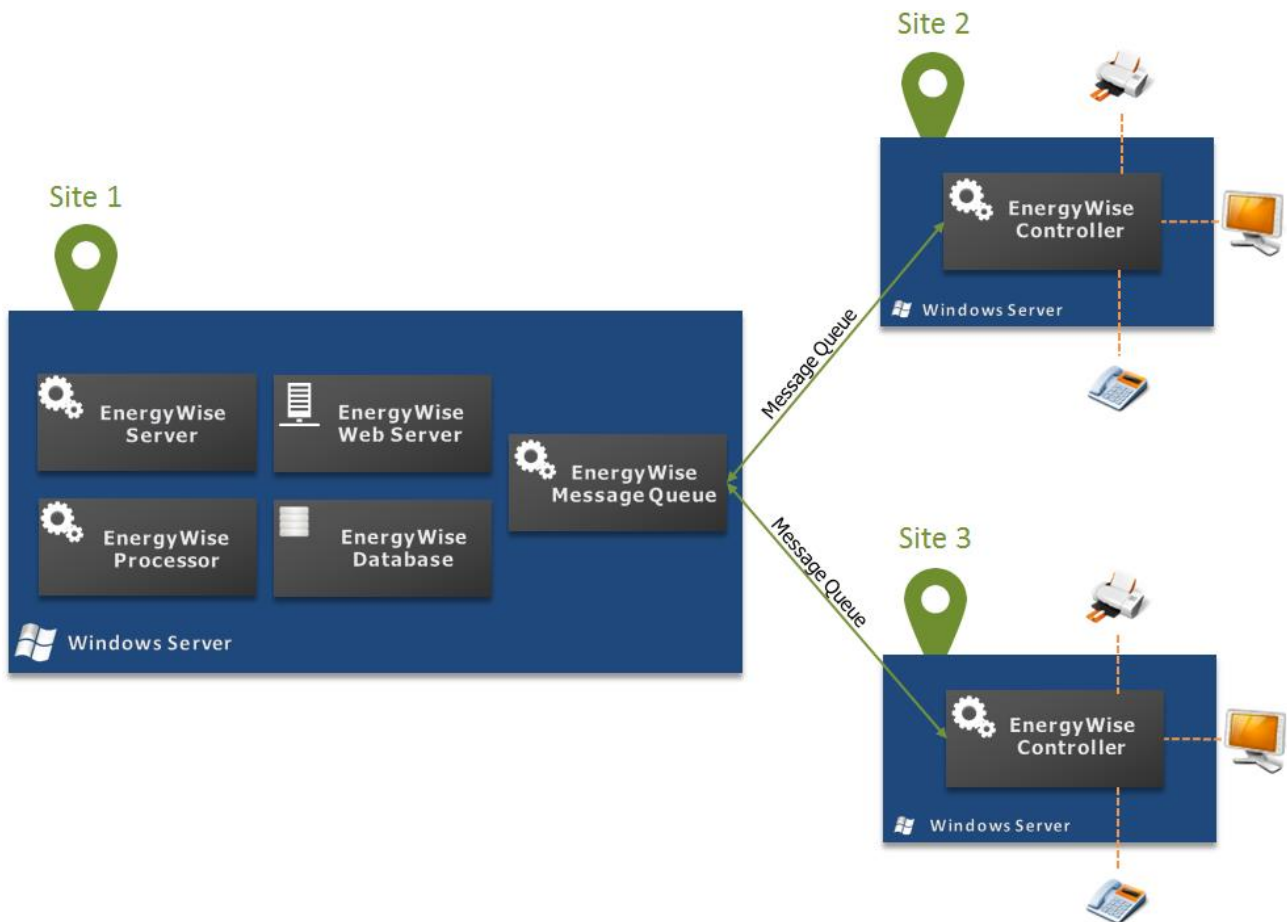 Site 1
EnergyWise
Server
EnergyWise
Web Server
EnergyWise
Processor
EnergyWise
Database
EnergyWise
Message Queue
Windows Server
Message Queue
Message Queue
Site 2
EnergyWise
Controller
Windows Server
Site 3
EnergyWise
Controller
Windows Server